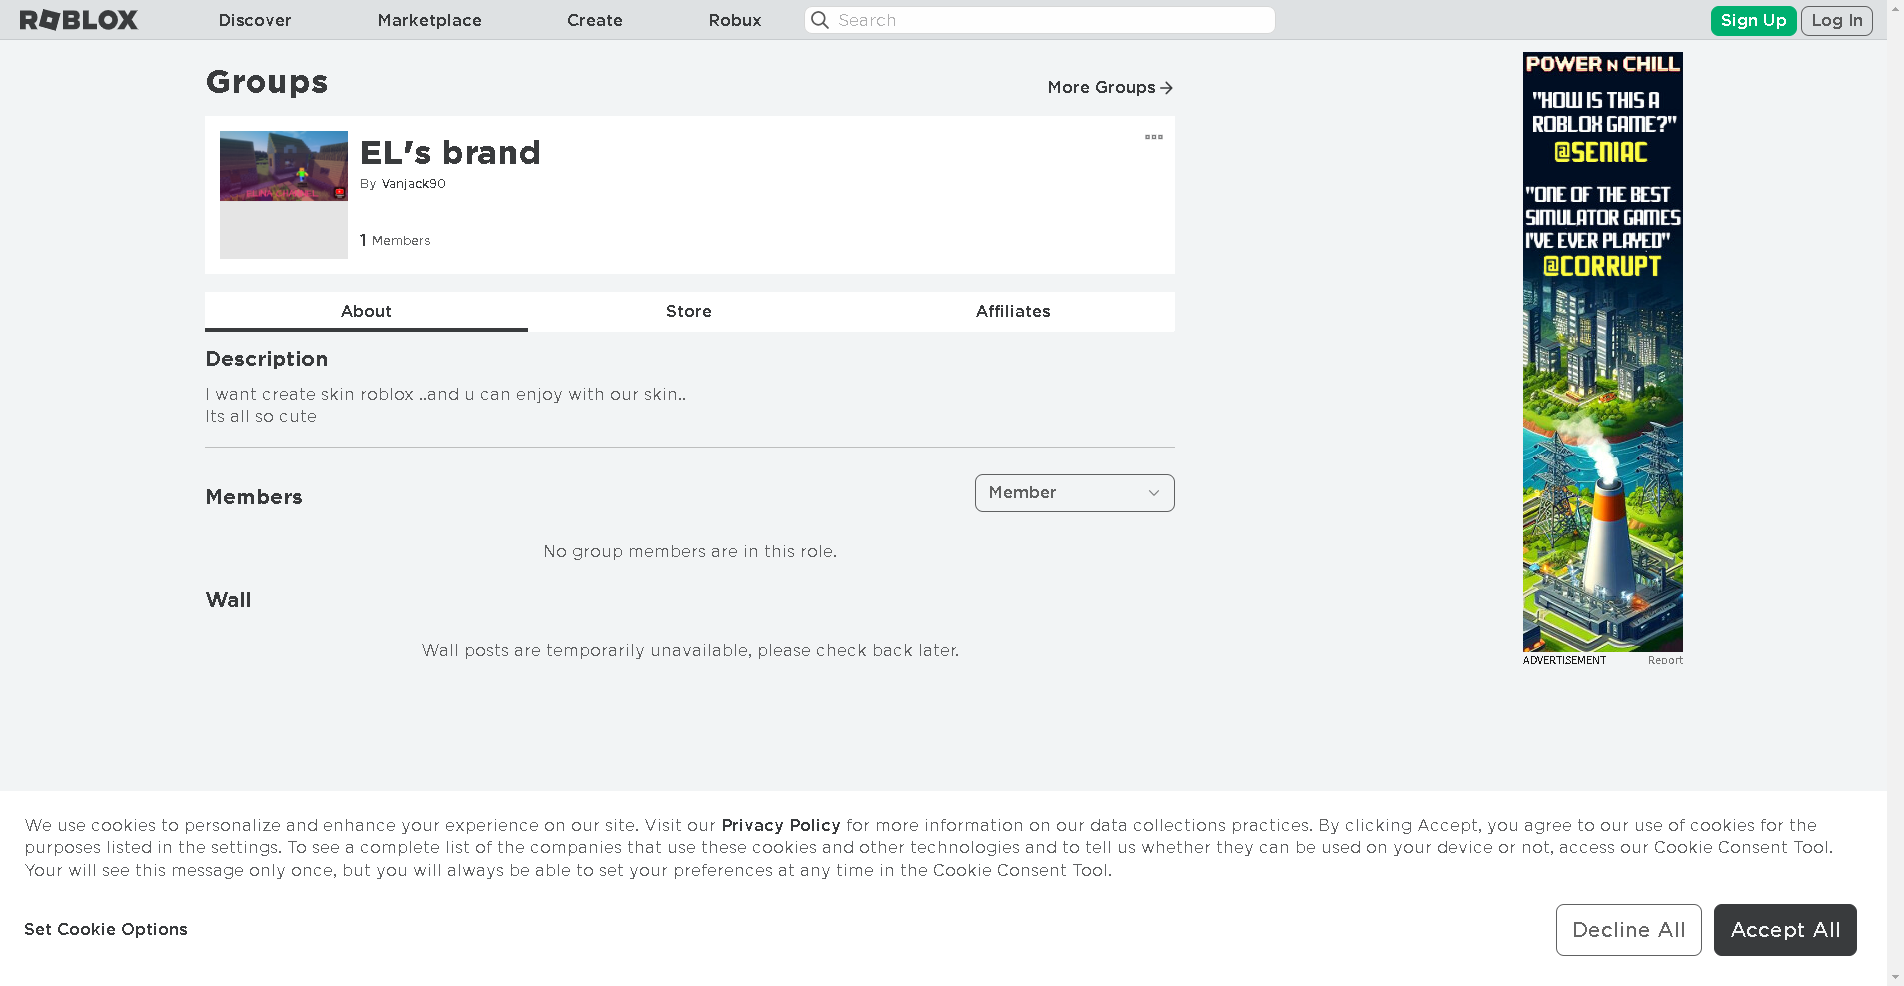 ROBLOX Discover Marketplace Create Robux Search Sign Up Log In
Groups
More Groups
EL's brand
By Vanjack90
1 Members
About Store Affiliates
Description
I want create skin roblox ..and u can enjoy with our skin..
Its all so cute
Members
Member
No group members are in this role.
Wall
Wall posts are temporarily unavailable, please check back later.
POWER N CHILL
"HOW IS THIS A
ROBLOX GAME?"
@SENIAC
"ONE OF THE BEST
SIMULATOR GAMES
I'VE EVER PLAYED"
@CORRUPT
ADVERTISEMENT Report
We use cookies to personalize and enhance your experience on our site. Visit our Privacy Policy for more information on our data collections practices. By clicking Accept, you agree to our use of cookies for the
purposes listed in the settings. To see a complete list of the companies that use these cookies and other technologies and to tell us whether they can be used on your device or not, access our Cookie Consent Tool.
Your will see this message only once, but you will always be able to set your preferences at any time in the Cookie Consent Tool.
Set Cookie Options
Decline All
Accept All